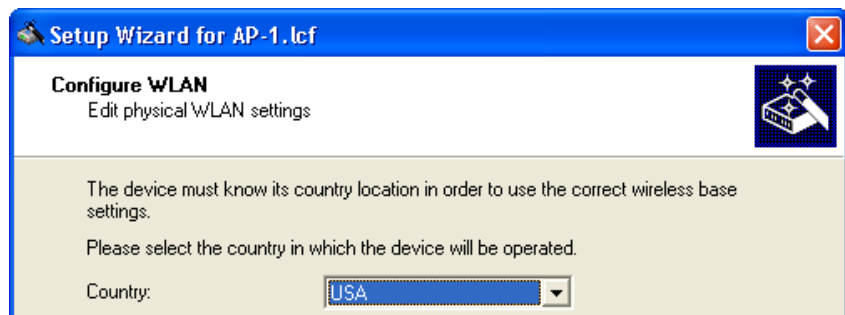 Setup Wizard for AP-1.lcf
Configure WLAN
Edit physical WLAN settings
The device must know its country location in order to use the correct wireless base
settings.
Please select the country in which the device will be operated.
Country:
USA